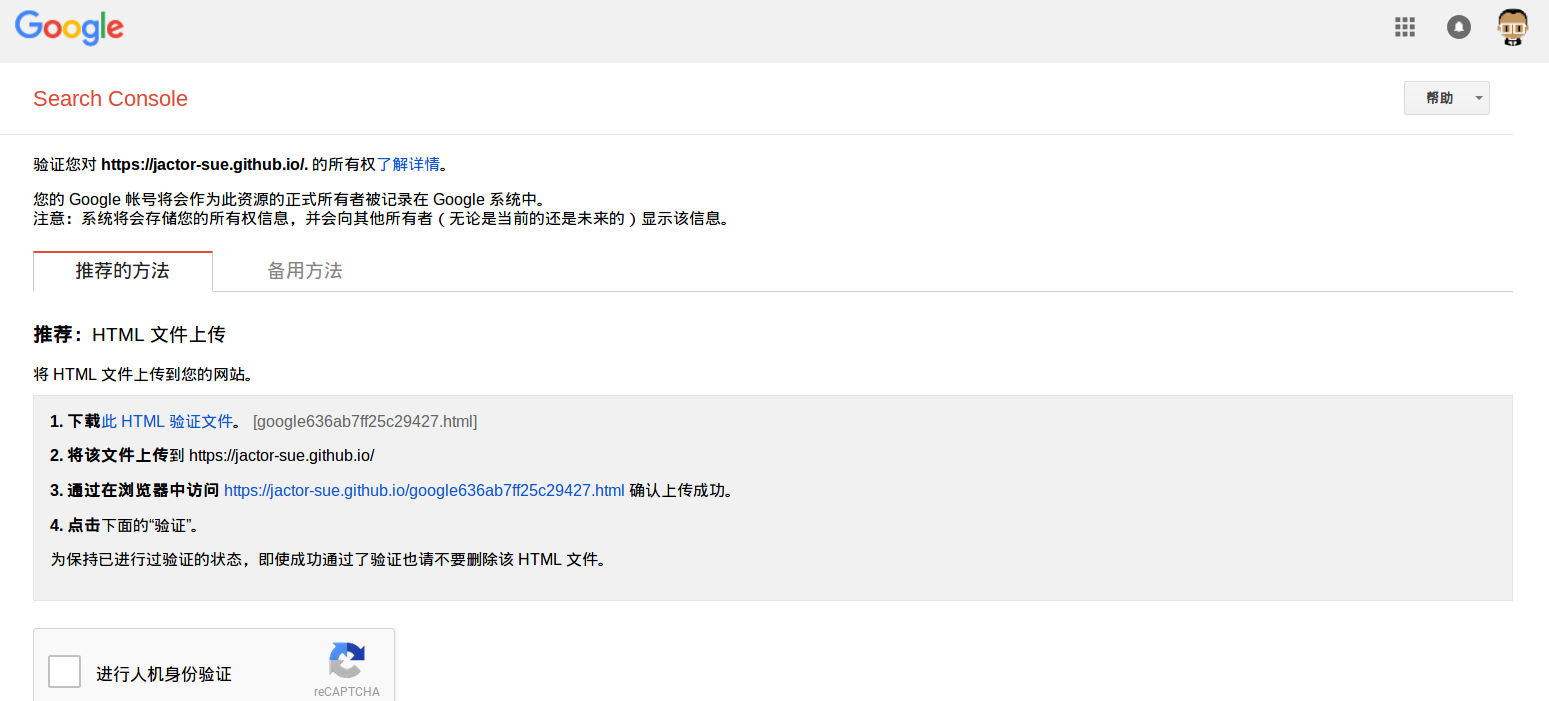 Google
Search Console
帮助
验证您对 https://jactor-sue.github.io/. 的所有权了解详情。
您的 Google 帐号将会作为此资源的正式所有者被记录在 Google 系统中。
注意：系统将会存储您的所有权信息，并会向其他所有者（无论是当前的还是未来的）显示该信息。
推荐的方法 备用方法
推荐：HTML 文件上传
将 HTML 文件上传到您的网站。
1. 下载此 HTML 验证文件。 [google636ab7ff25c29427.html]
2. 将该文件上传到 https://jactor-sue.github.io/
3. 通过在浏览器中访问 https://jactor-sue.github.io/google636ab7ff25c29427.html 确认上传成功。
4. 点击下面的“验证”。
为保持已进行过验证的状态，即使成功通过了验证也请不要删除该 HTML 文件。
进行人机身份验证
reCAPTCHA